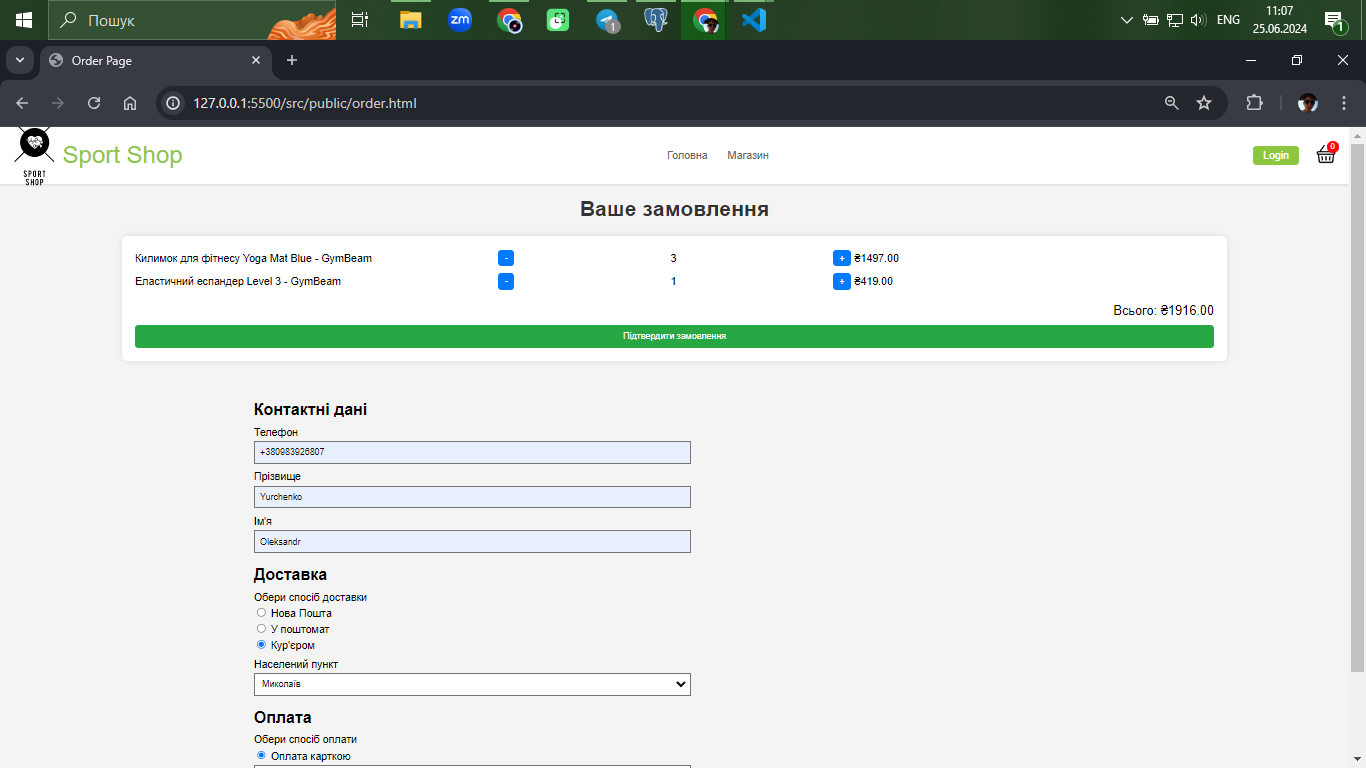 Пошук
zm
1
ENG
11:07
25.06.2024
1
Order Page
127.0.0.1:5500/src/public/order.html
SPORT
SHOP
Sport Shop
Головна
Магазин
Login
0
Ваше замовлення
Килимок для фітнесу Yoga Mat Blue - GymBeam - 3 + ₴1497.00
Еластичний еспандер Level 3 - GymBeam - 1 + ₴419.00
Всього: ₴1916.00
Підтвердити замовлення
Контактні дані
Телефон
+380983926807
Прізвище
Yurchenko
Ім'я
Oleksandr
Доставка
Обери спосіб доставки
Нова Пошта
У поштомат
Кур'єром
Населений пункт
Миколаїв
Оплата
Обери спосіб оплати
Оплата карткою